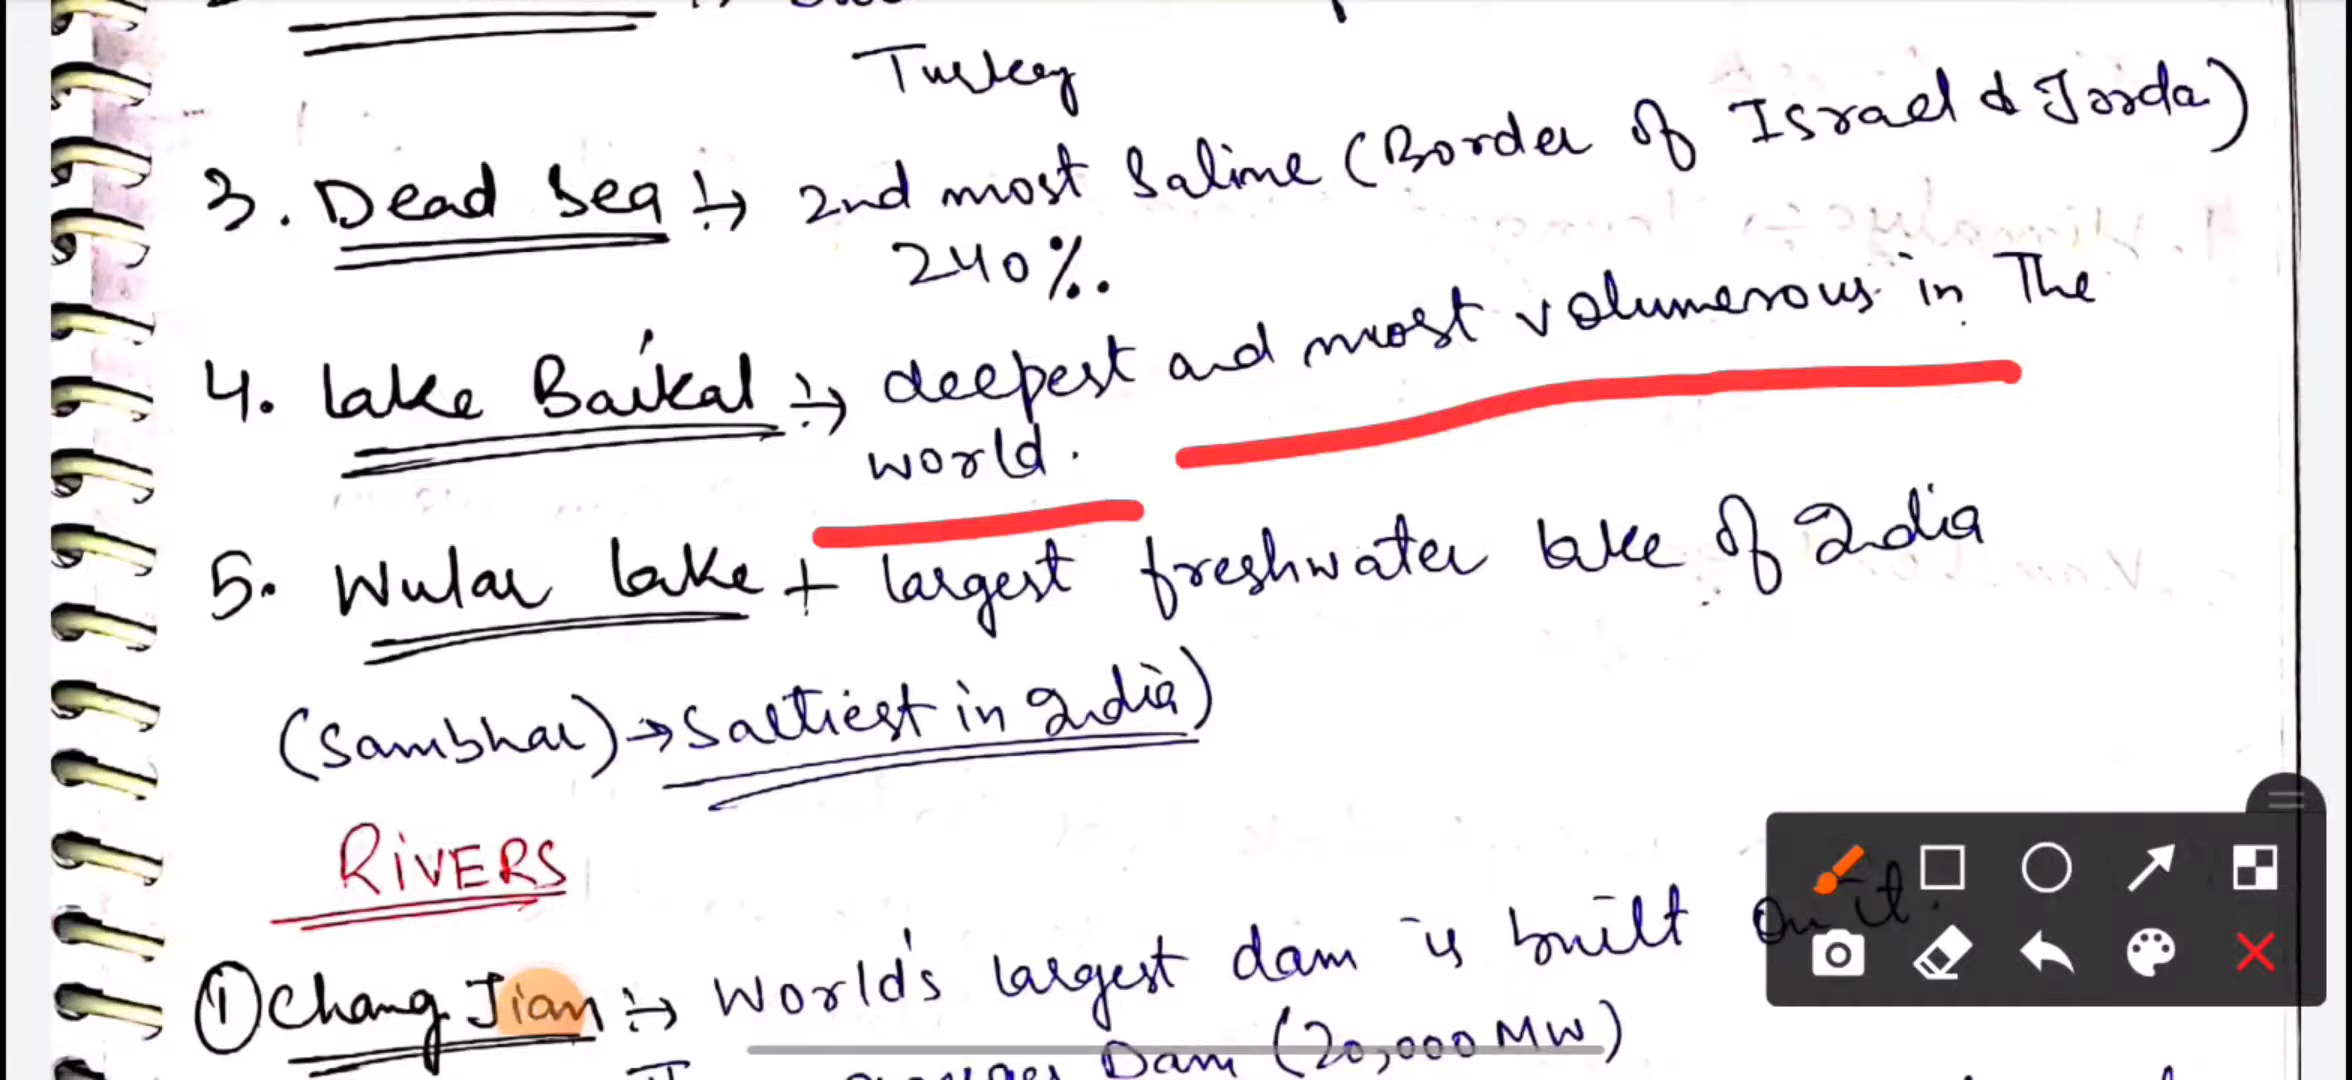 Turkey
3. Dead Sea :→ 2nd most Saline (Border of Israel & Jorda)
240%.
4. Lake Baikal :→ deepest and most volumerous in The
world.
5. Wular Lake + largest freshwater lake of India
(Sambhar) → Saltiest in India)
RIVERS
① Chang Jian :→ World's largest dam is built on it.
Dam (20,000 MW)